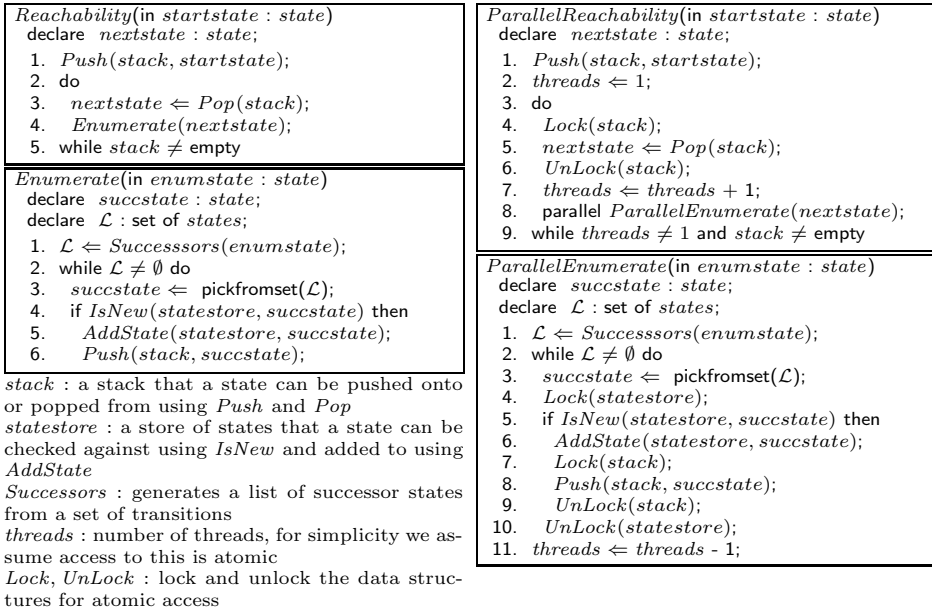 Reachability(in startstate : state)
declare nextstate : state;
1. Push(stack, startstate);
2. do
3. nextstate ⇐ Pop(stack);
4. Enumerate(nextstate);
5. while stack ≠ empty
Enumerate(in enumstate : state)
declare succstate : state;
declare ℒ : set of states;
1. ℒ ⇐ Successsors(enumstate);
2. while ℒ ≠ ∅ do
3. succstate ⇐ pickfromset(ℒ);
4. if IsNew(statestore, succstate) then
5. AddState(statestore, succstate);
6. Push(stack, succstate);
stack : a stack that a state can be pushed onto
or popped from using Push and Pop
statestore : a store of states that a state can be
checked against using IsNew and added to using
AddState
Successors : generates a list of successor states
from a set of transitions
threads : number of threads, for simplicity we as-
sume access to this is atomic
Lock, UnLock : lock and unlock the data struc-
tures for atomic access
ParallelReachability(in startstate : state)
declare nextstate : state;
1. Push(stack, startstate);
2. threads ⇐ 1;
3. do
4. Lock(stack);
5. nextstate ⇐ Pop(stack);
6. UnLock(stack);
7. threads ⇐ threads + 1;
8. parallel ParallelEnumerate(nextstate);
9. while threads ≠ 1 and stack ≠ empty
ParallelEnumerate(in enumstate : state)
declare succstate : state;
declare ℒ : set of states;
1. ℒ ⇐ Successsors(enumstate);
2. while ℒ ≠ ∅ do
3. succstate ⇐ pickfromset(ℒ);
4. Lock(statestore);
5. if IsNew(statestore, succstate) then
6. AddState(statestore, succstate);
7. Lock(stack);
8. Push(stack, succstate);
9. UnLock(stack);
10. UnLock(statestore);
11. threads ⇐ threads - 1;